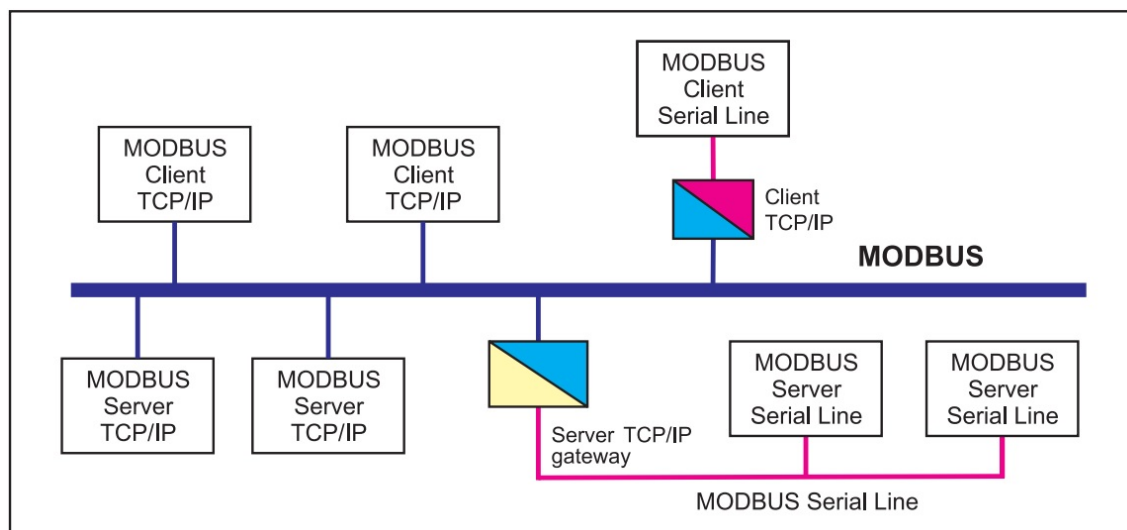 MODBUS
Client
Serial Line
MODBUS
Client
TCP/IP
MODBUS
Client
TCP/IP
Client
TCP/IP
MODBUS
MODBUS
Server
TCP/IP
MODBUS
Server
TCP/IP
Server TCP/IP
gateway
MODBUS
Server
Serial Line
MODBUS
Server
Serial Line
MODBUS Serial Line